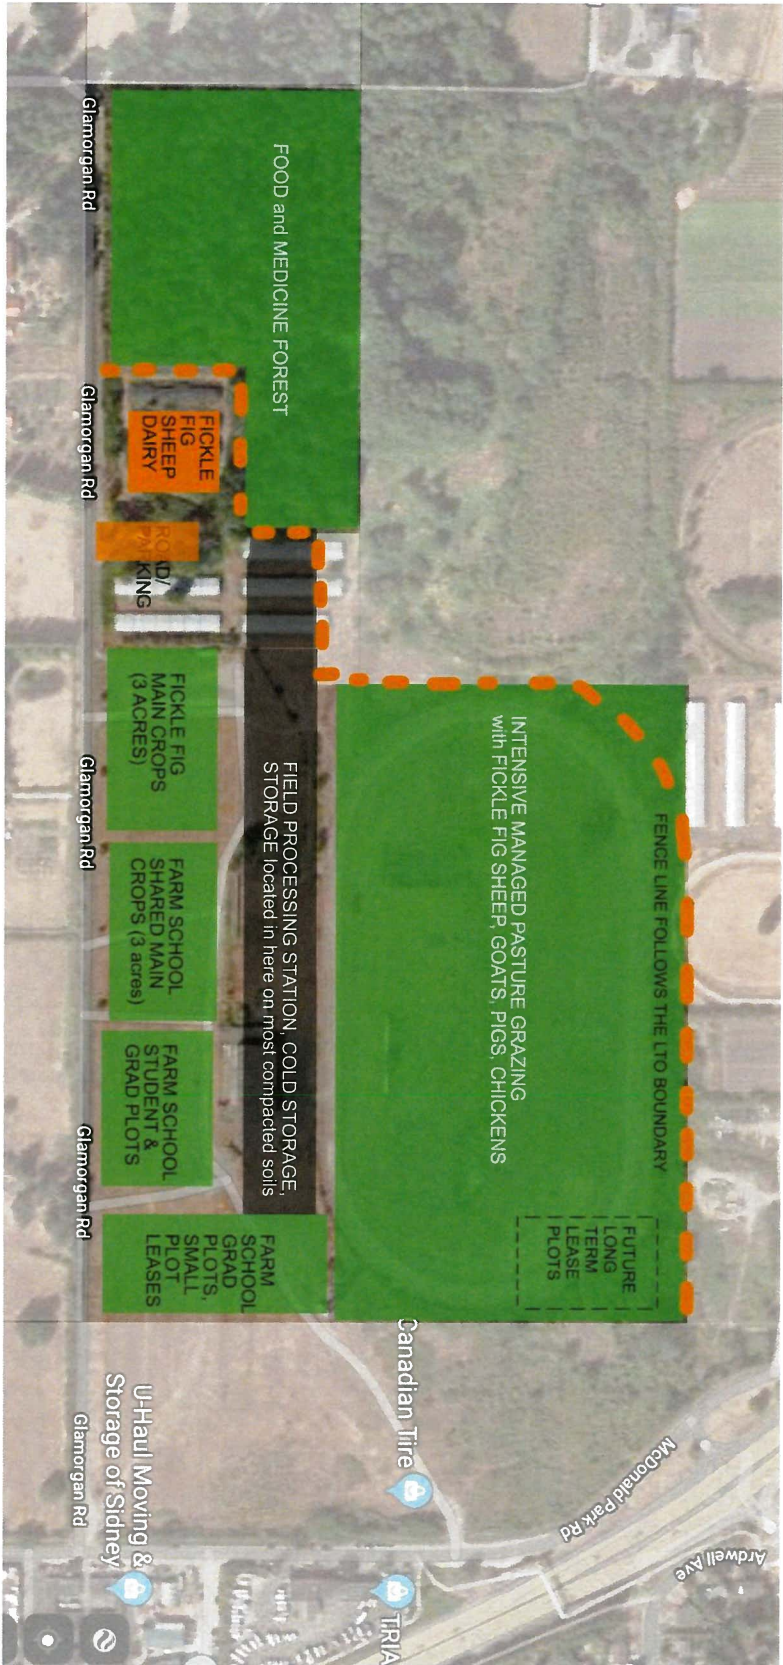 FENCE LINE FOLLOWS THE LTO BOUNDARY
FUTURE
LONG
TERM
LEASE
PLOTS
McDonald Park Rd
Ardwell Ave
INTENSIVE MANAGED PASTURE GRAZING
with FICKLE FIG SHEEP, GOATS, PIGS, CHICKENS
Canadian Tire
TRIA
FOOD and MEDICINE FOREST
FIELD PROCESSING STATION, COLD STORAGE,
STORAGE located in here on most compacted soils
FICKLE
FIG
SHEEP
DAIRY
ROAD/
PARKING
FICKLE FIG
MAIN CROPS
(3 ACRES)
FARM SCHOOL
SHARED MAIN
CROPS (3 acres)
FARM SCHOOL
STUDENT &
GRAD PLOTS
FARM
SCHOOL
GRAD
PLOTS,
SMALL
PLOT
LEASES
U-Haul Moving &
Storage of Sidney
Glamorgan Rd
Glamorgan Rd
Glamorgan Rd
Glamorgan Rd
Glamorgan Rd